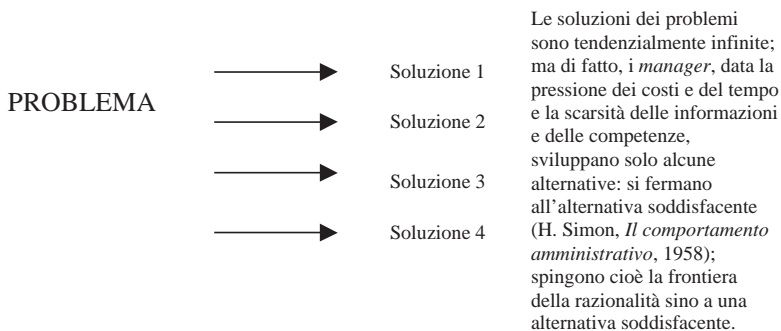 PROBLEMA
Soluzione 1
Soluzione 2
Soluzione 3
Soluzione 4
Le soluzioni dei problemi
sono tendenzialmente infinite;
ma di fatto, i manager, data la
pressione dei costi e del tempo
e la scarsità delle informazioni
e delle competenze,
sviluppano solo alcune
alternative: si fermano
all'alternativa soddisfacente
(H. Simon, Il comportamento
amministrativo, 1958);
spingono cioè la frontiera
della razionalità sino a una
alternativa soddisfacente.